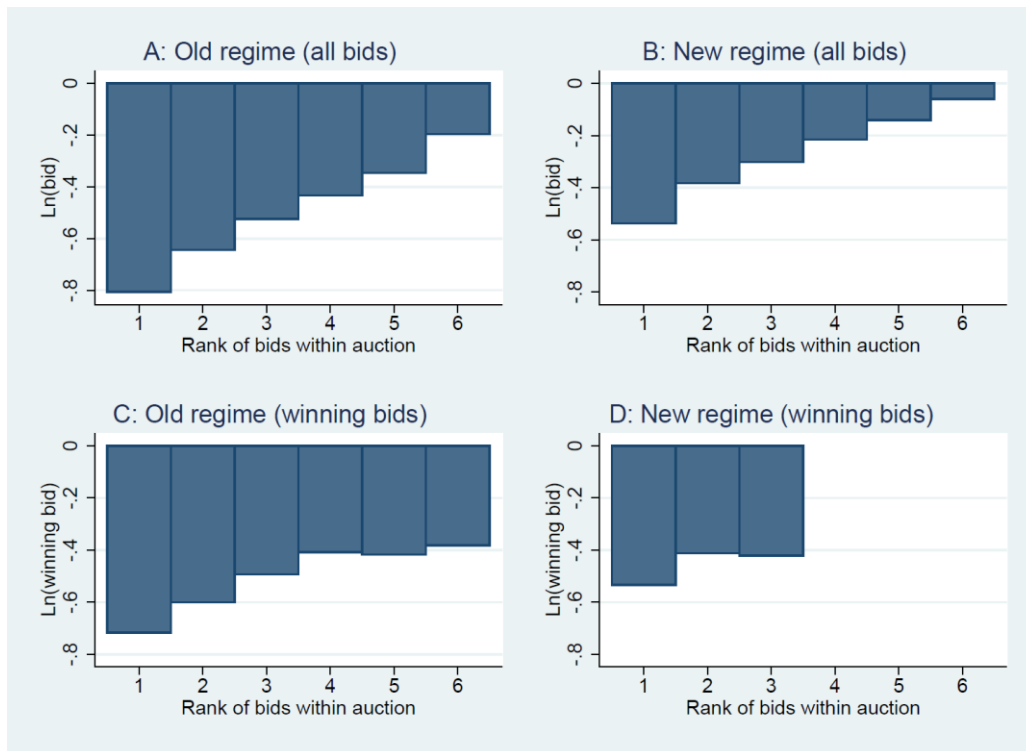 A: Old regime (all bids)
Ln(bid)
0
-.2
-.4
-.6
-.8
1 2 3 4 5 6
Rank of bids within auction
B: New regime (all bids)
Ln(bid)
0
-.2
-.4
-.6
-.8
1 2 3 4 5 6
Rank of bids within auction
C: Old regime (winning bids)
Ln(winning bid)
0
-.2
-.4
-.6
-.8
1 2 3 4 5 6
Rank of bids within auction
D: New regime (winning bids)
Ln(winning bid)
0
-.2
-.4
-.6
-.8
1 2 3 4 5 6
Rank of bids within auction